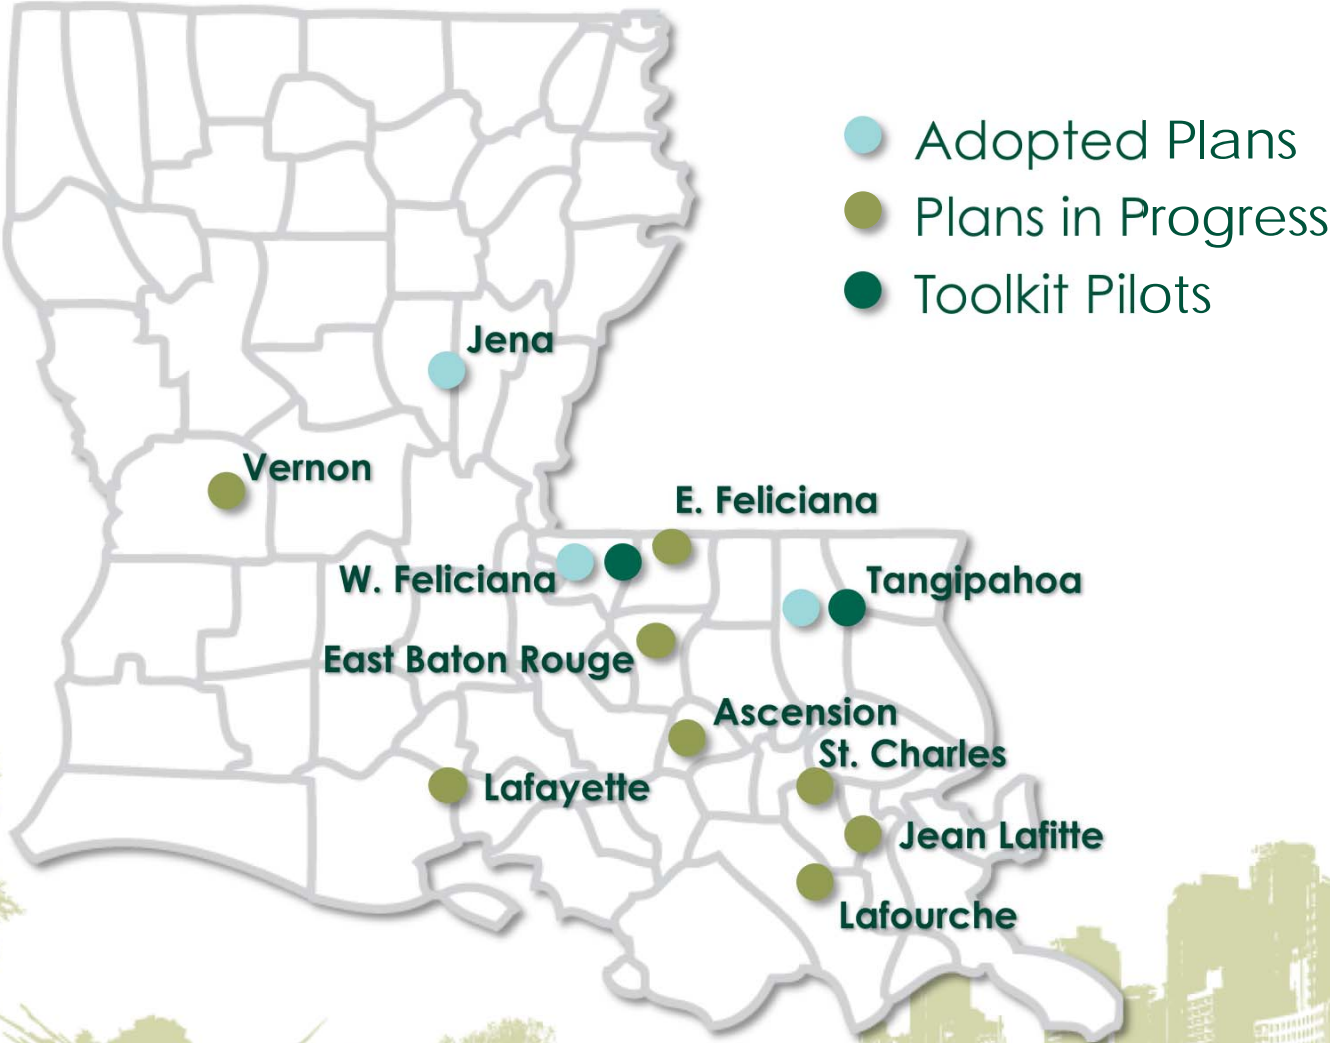 Adopted Plans
Plans in Progress
Toolkit Pilots
Jena
Vernon
E. Feliciana
W. Feliciana
Tangipahoa
East Baton Rouge
Ascension
St. Charles
Lafayette
Jean Lafitte
Lafourche